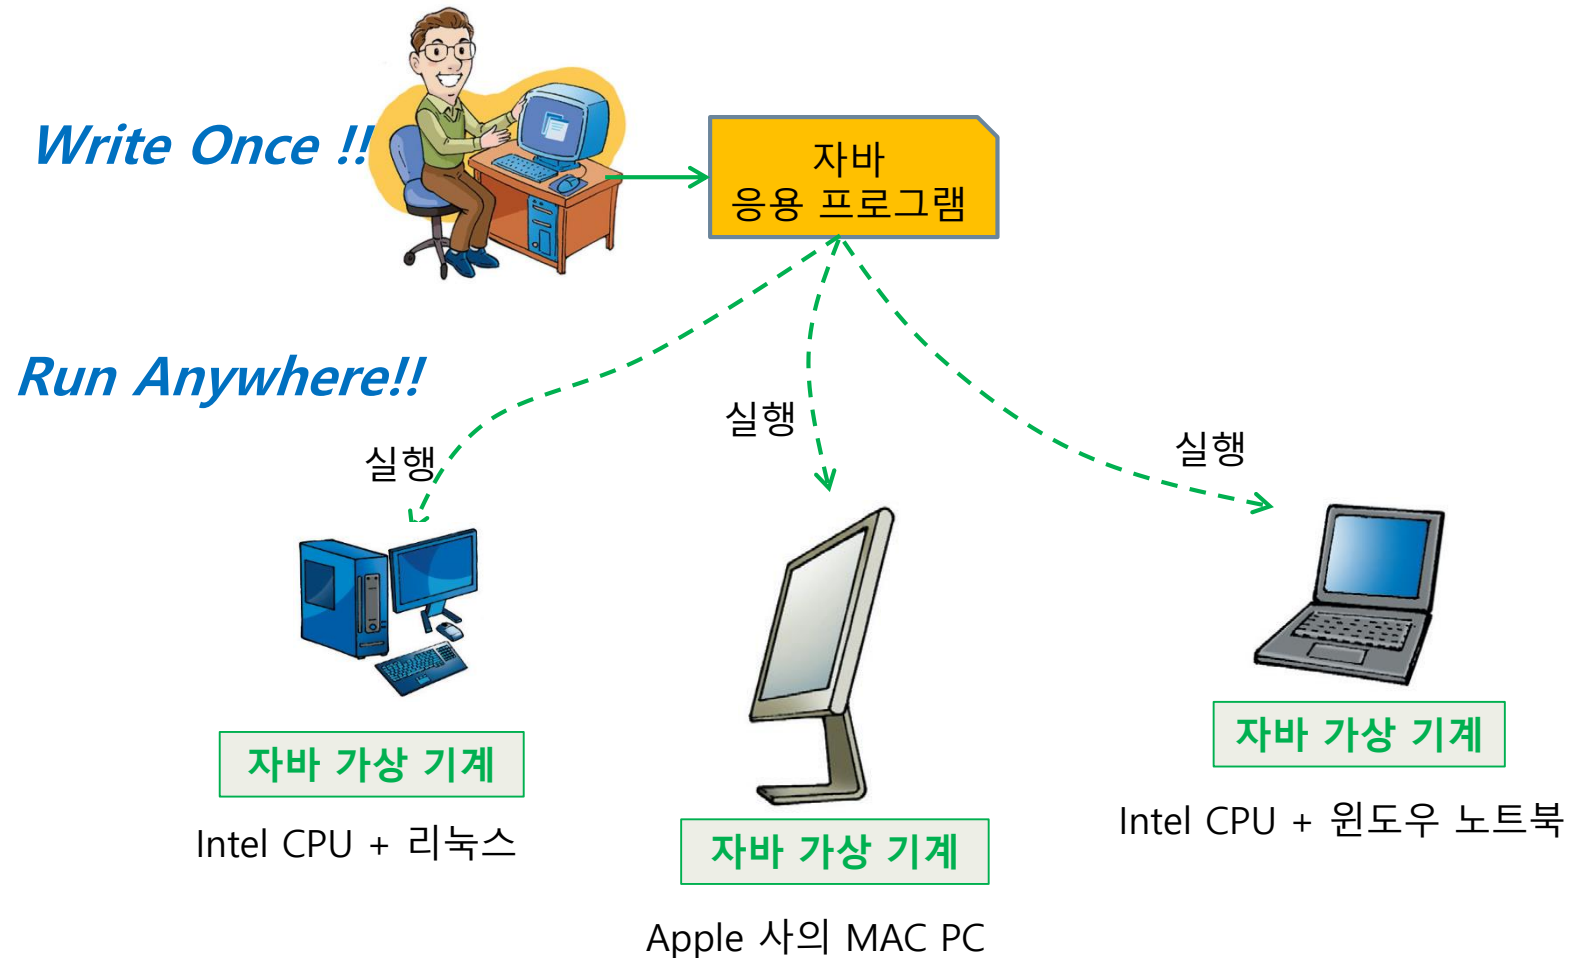 Write Once !!
자바
응용 프로그램
Run Anywhere!!
실행
실행
실행
자바 가상 기계
Intel CPU + 리눅스
자바 가상 기계
Apple 사의 MAC PC
자바 가상 기계
Intel CPU + 윈도우 노트북